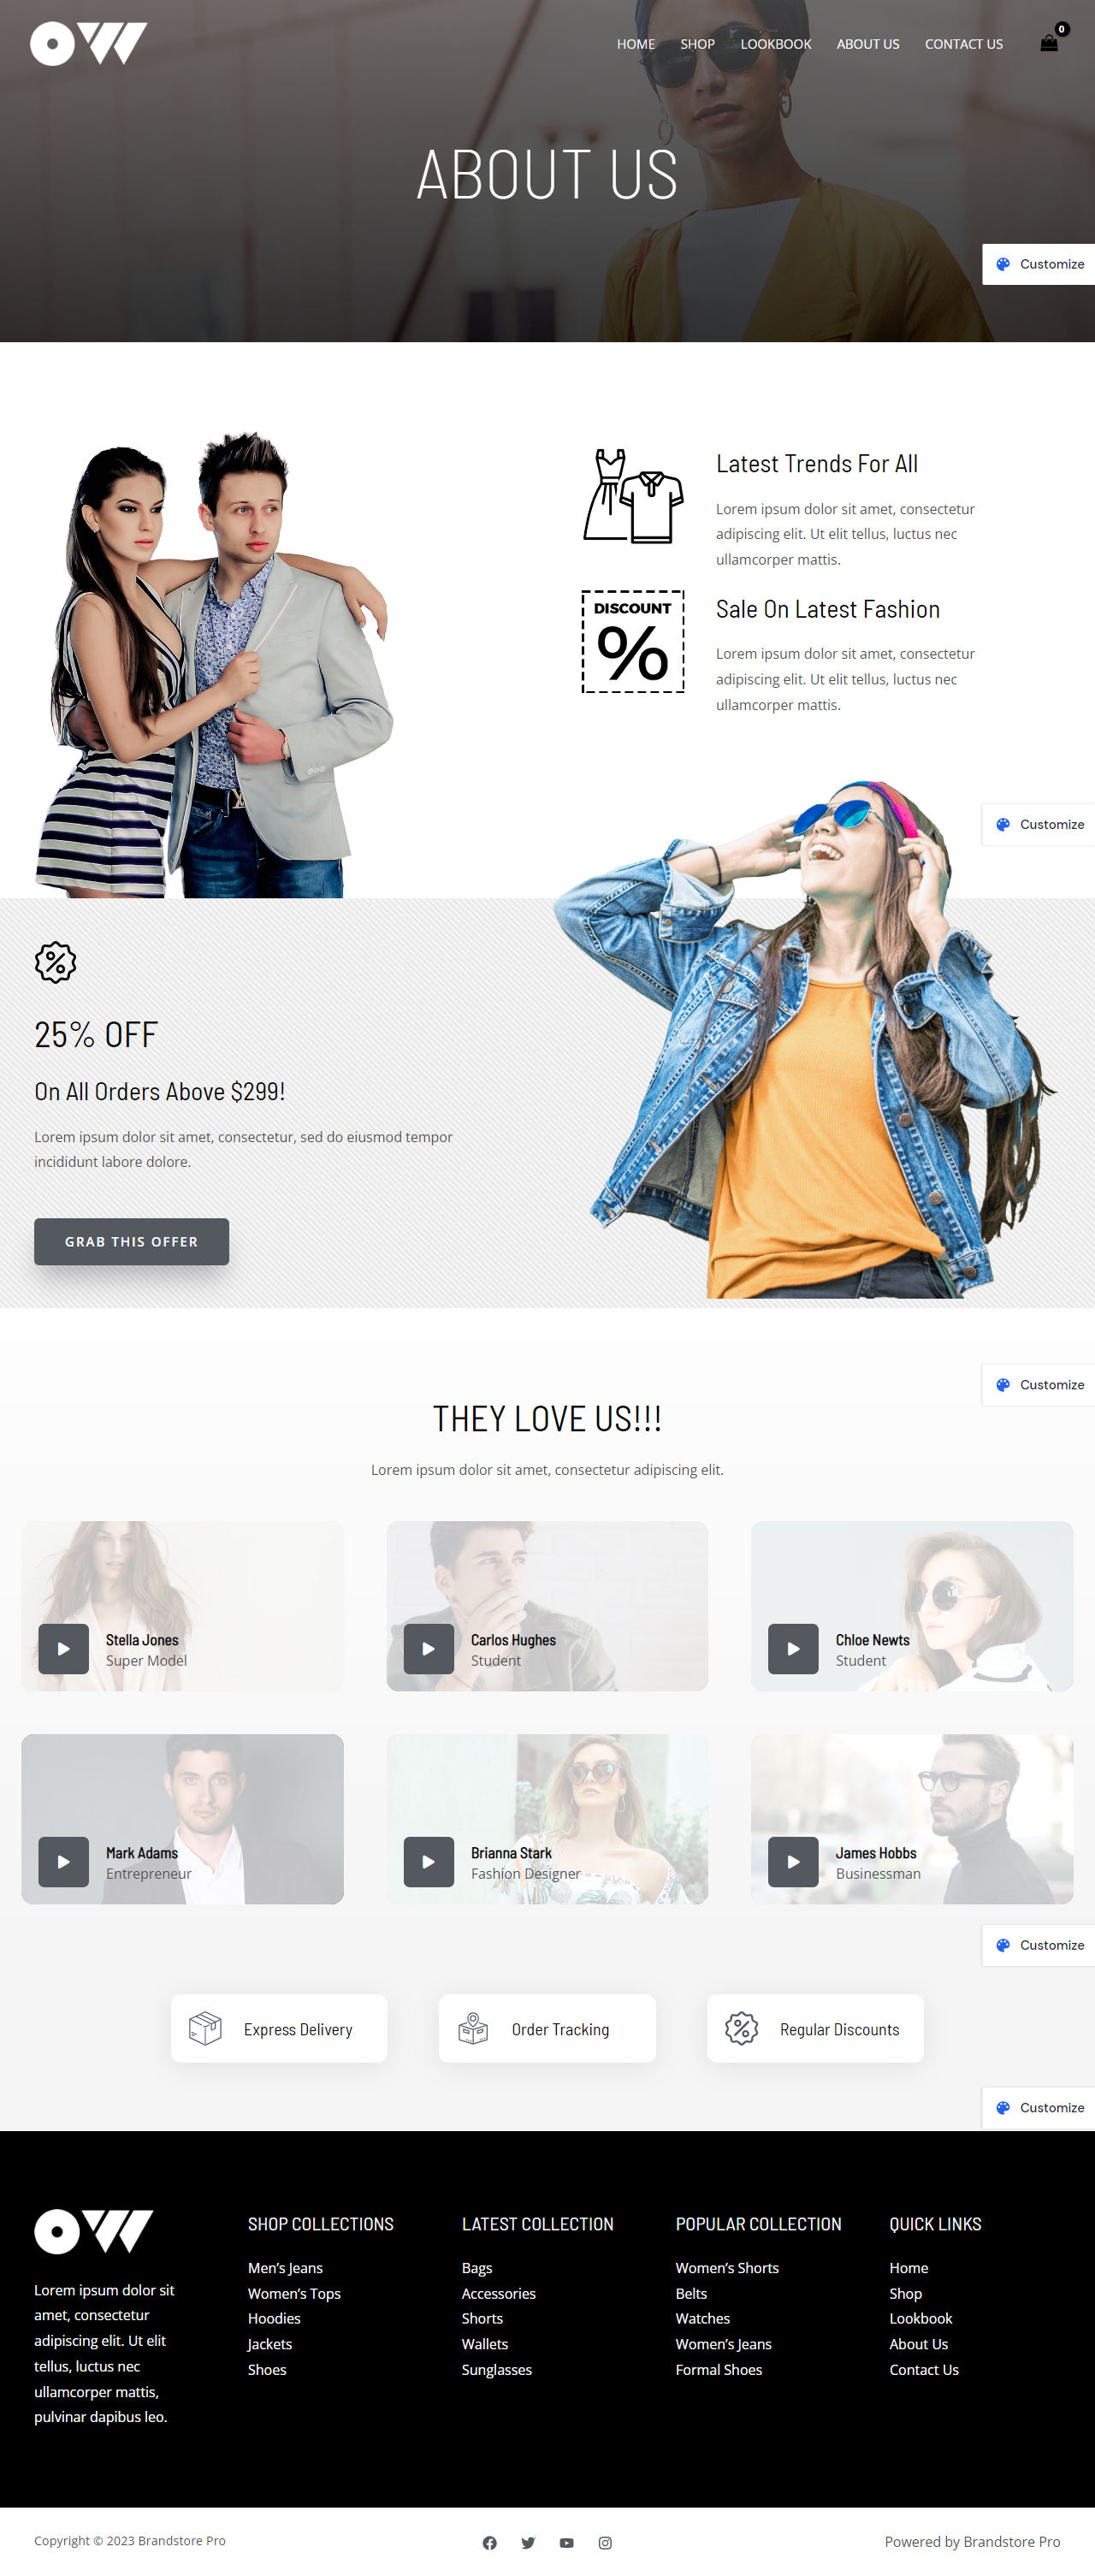 OW
HOME
SHOP
LOOKBOOK
ABOUT US
CONTACT US
0
ABOUT US
Customize
Latest Trends For All
Lorem ipsum dolor sit amet, consectetur
adipiscing elit. Ut elit tellus, luctus nec
ullamcorper mattis.
DISCOUNT
%
Sale On Latest Fashion
Lorem ipsum dolor sit amet, consectetur
adipiscing elit. Ut elit tellus, luctus nec
ullamcorper mattis.
Customize
%
25% OFF
On All Orders Above $299!
Lorem ipsum dolor sit amet, consectetur, sed do eiusmod tempor
incididunt labore dolore.
GRAB THIS OFFER
Customize
THEY LOVE US!!!
Lorem ipsum dolor sit amet, consectetur adipiscing elit.
Stella Jones
Super Model
Carlos Hughes
Student
Chloe Newts
Student
Mark Adams
Entrepreneur
Brianna Stark
Fashion Designer
James Hobbs
Businessman
Customize
Express Delivery
Order Tracking
%
Regular Discounts
Customize
OW
Lorem ipsum dolor sit
amet, consectetur
adipiscing elit. Ut elit
tellus, luctus nec
ullamcorper mattis,
pulvinar dapibus leo.
SHOP COLLECTIONS
Men’s Jeans
Women’s Tops
Hoodies
Jackets
Shoes
LATEST COLLECTION
Bags
Accessories
Shorts
Wallets
Sunglasses
POPULAR COLLECTION
Women’s Shorts
Belts
Watches
Women’s Jeans
Formal Shoes
QUICK LINKS
Home
Shop
Lookbook
About Us
Contact Us
Copyright © 2023 Brandstore Pro
Powered by Brandstore Pro